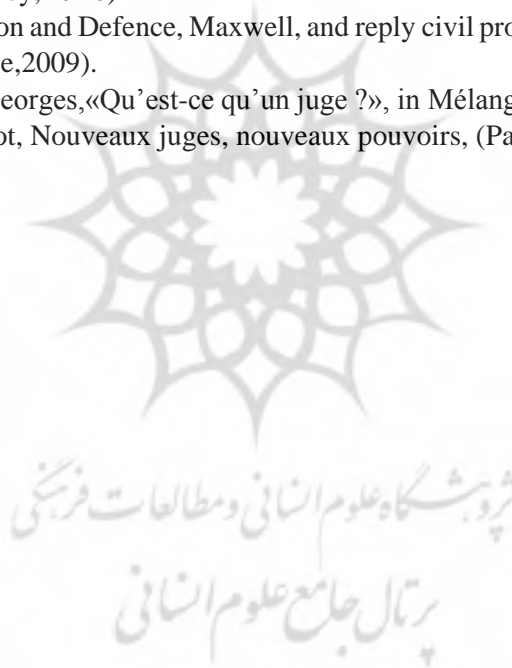 on and Defence, Maxwell, and reply civil pro
e,2009).
eorges,«Qu'est-ce qu'un juge ?», in Mélang
ot, Nouveaux juges, nouveaux pouvoirs, (Pa
پژوهشگاه علوم انسانی و مطالعات فرهنگی
پرتال جامع علوم انسانی